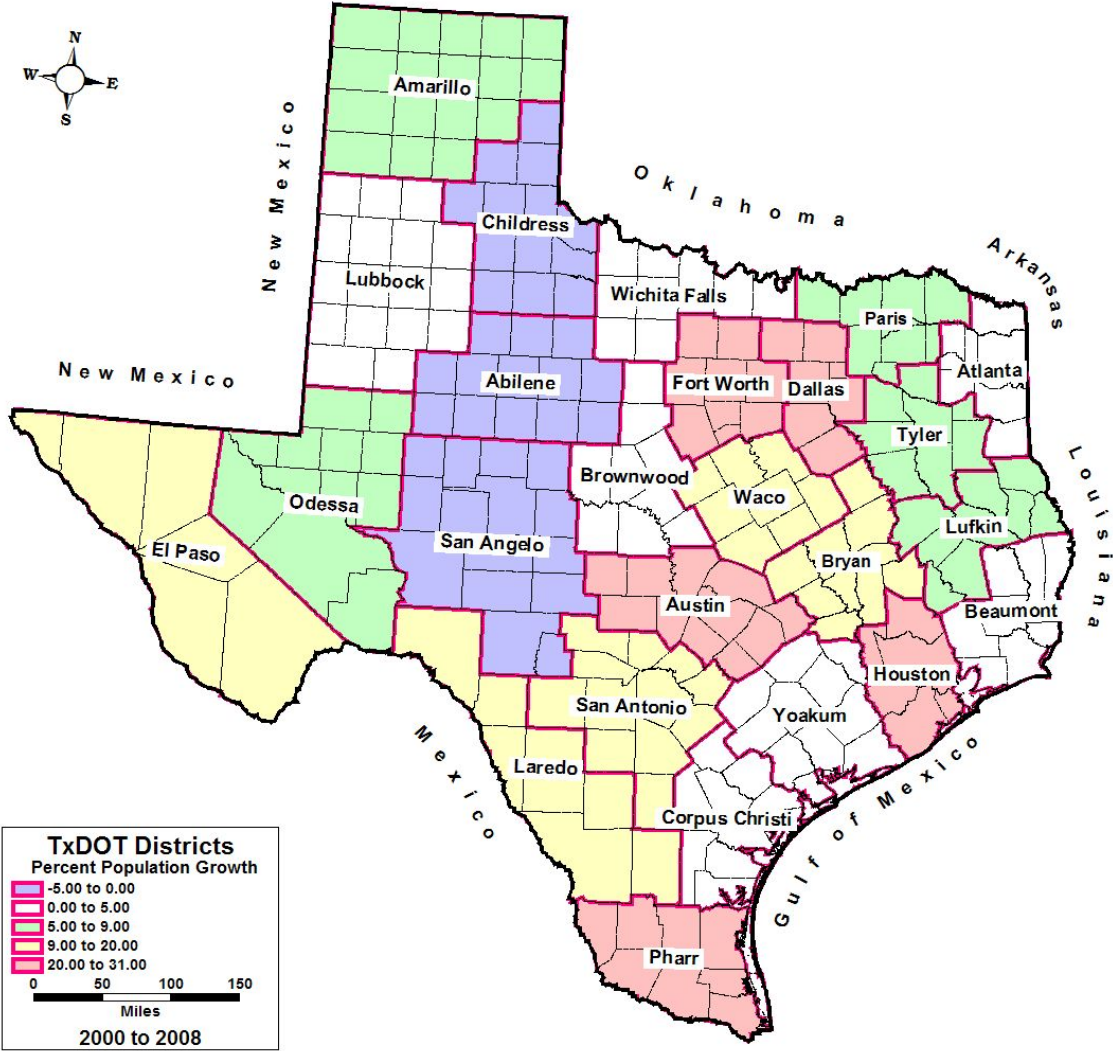 N
W E
S
New Mexico
Oklahoma
Arkansas
Louisiana
New Mexico
Mexico
Gulf of Mexico
Amarillo
Childress
Lubbock
Wichita Falls
Paris
Atlanta
Abilene
Fort Worth
Dallas
Tyler
Brownwood
Waco
Odessa
Lufkin
San Angelo
El Paso
Bryan
Austin
Beaumont
Houston
San Antonio
Yoakum
Laredo
Corpus Christi
Pharr
TxDOT Districts
Percent Population Growth
-5.00 to 0.00
0.00 to 5.00
5.00 to 9.00
9.00 to 20.00
20.00 to 31.00
0 50 100 150
Miles
2000 to 2008